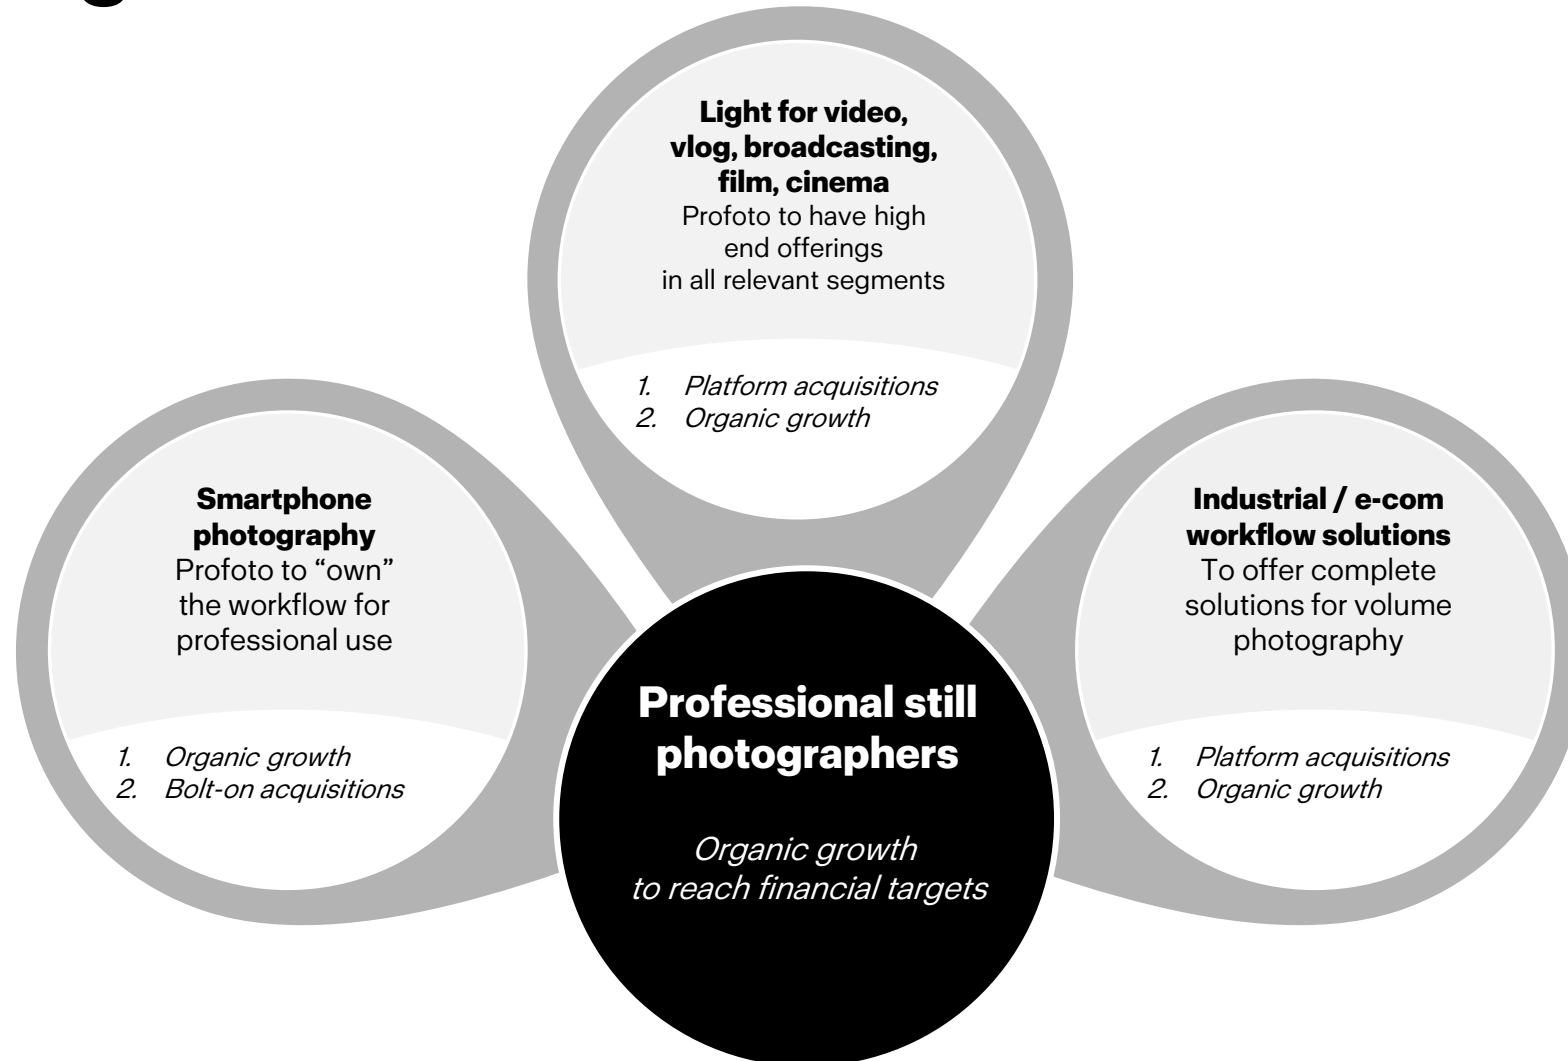 Light for video,
vlog, broadcasting,
film, cinema
Profoto to have high
end offerings
in all relevant segments
1. Platform acquisitions
2. Organic growth
Smartphone
photography
Profoto to “own”
the workflow for
professional use
1. Organic growth
2. Bolt-on acquisitions
Industrial / e-com
workflow solutions
To offer complete
solutions for volume
photography
1. Platform acquisitions
2. Organic growth
Professional still
photographers
Organic growth
to reach financial targets